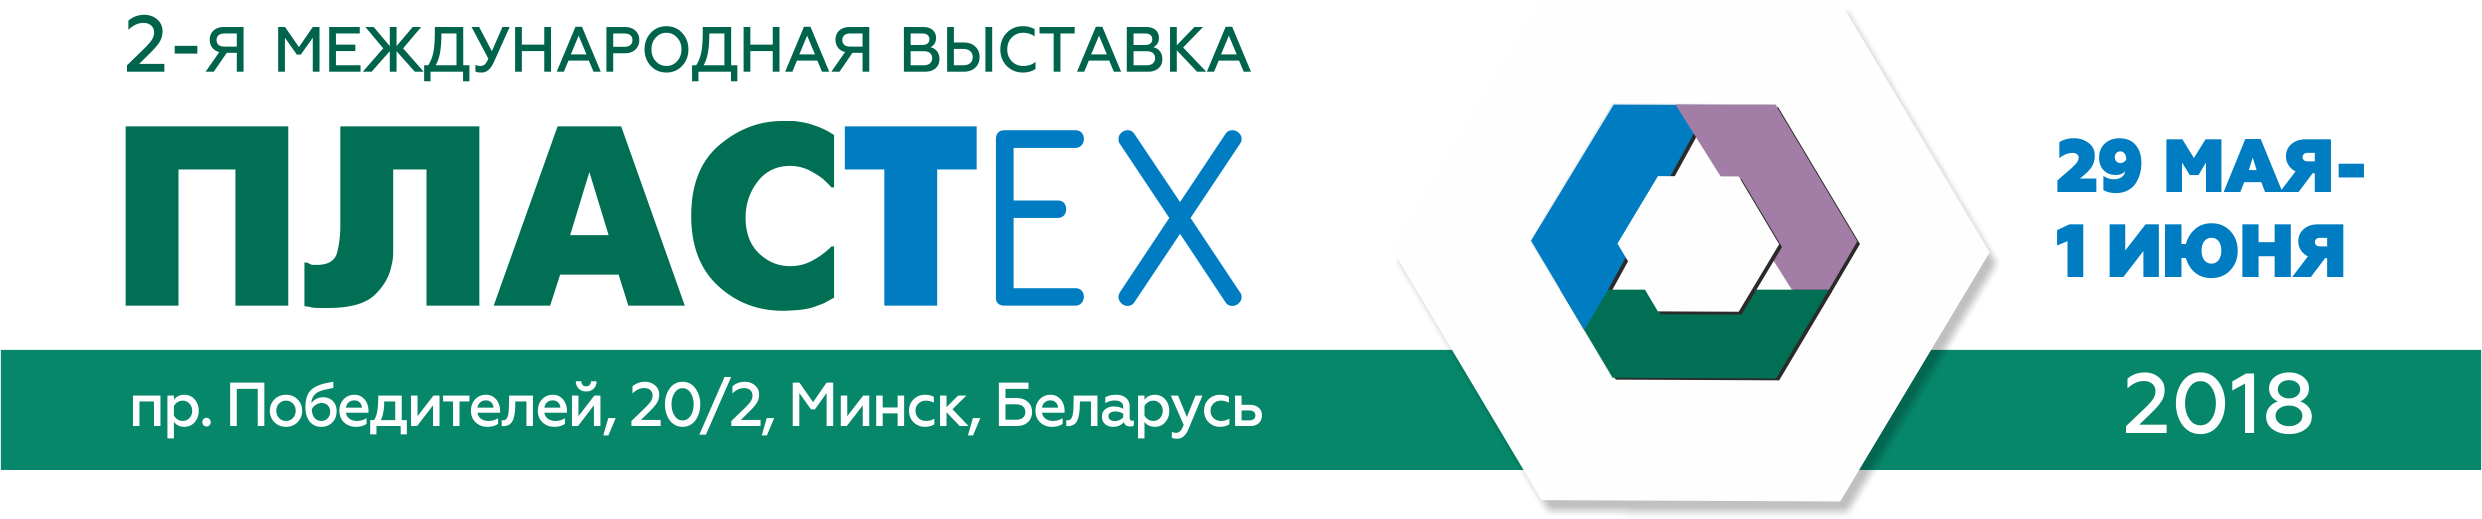 2-я МЕЖДУНАРОДНАЯ ВЫСТАВКА
ПЛАСТЕХ
29 МАЯ-
1 ИЮНЯ
пр. Победителей, 20/2, Минск, Беларусь
2018